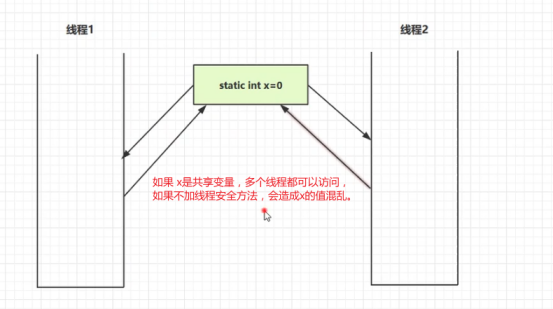 线程1
线程2
static int x=0
如果 x是共享变量，多个线程都可以访问，
如果不加线程安全方法，会造成x的值混乱。